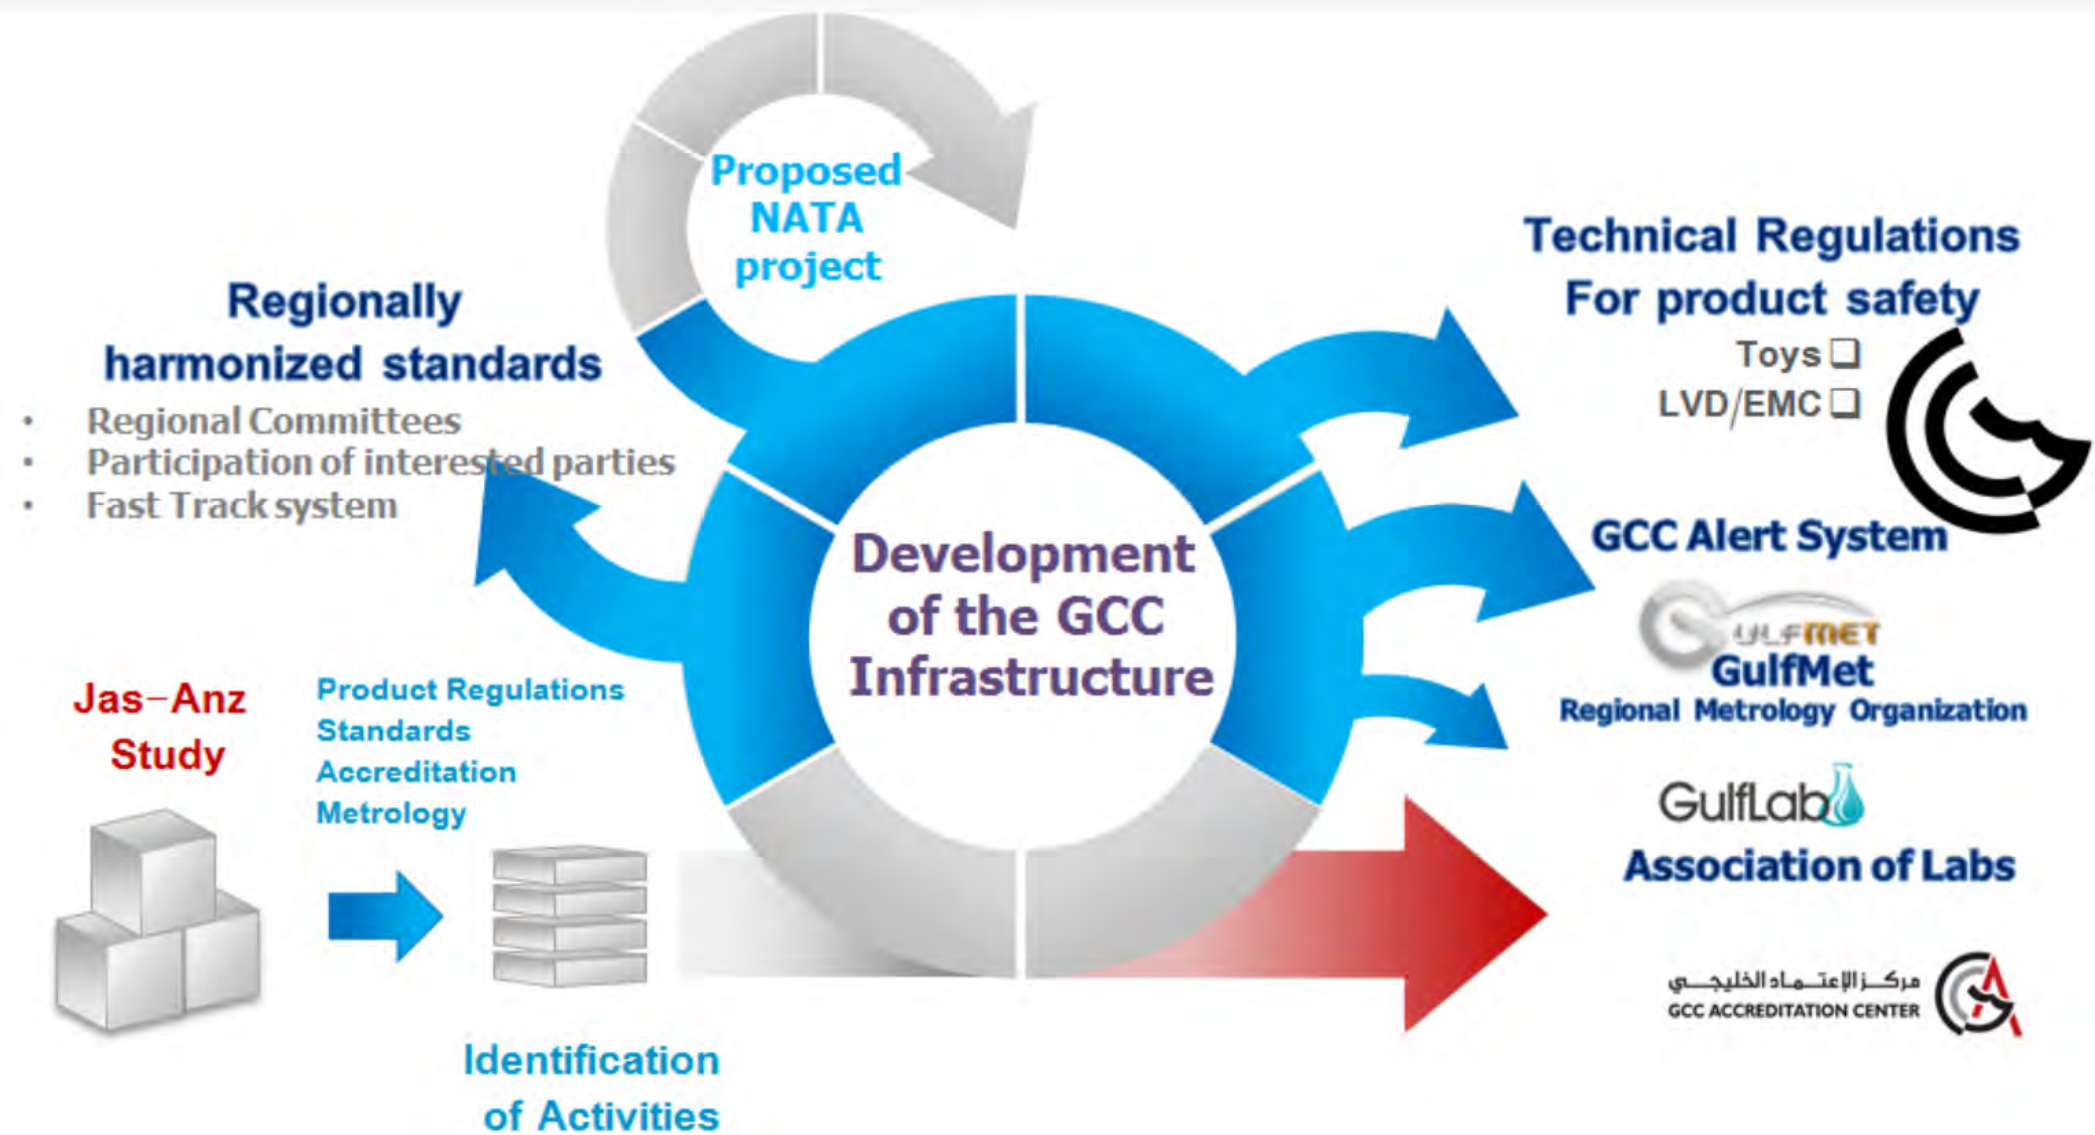 Proposed
NATA
project
Regionally
harmonized standards
• Regional Committees
• Participation of interested parties
• Fast Track system
Jas–Anz
Study
Product Regulations
Standards
Accreditation
Metrology
Identification
of Activities
Development
of the GCC
Infrastructure
Technical Regulations
For product safety
Toys ❑
LVD/EMC ❑
GCC Alert System
GULFMET
GulfMet
Regional Metrology Organization
GulfLab
Association of Labs
مركز الإعتماد الخليجي
GCC ACCREDITATION CENTER